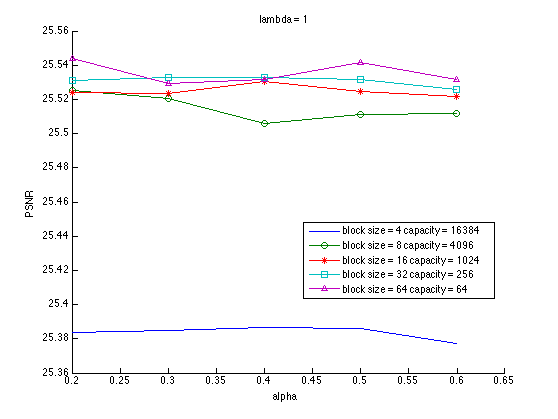 lambda = 1
25.56
25.54
25.52
25.5
25.48
25.46
25.44
25.42
25.4
25.38
25.36
PSNR
block size = 4 capacity = 16384
block size = 8 capacity = 4096
block size = 16 capacity = 1024
block size = 32 capacity = 256
block size = 64 capacity = 64
0.2 0.25 0.3 0.35 0.4 0.45 0.5 0.55 0.6 0.65
alpha